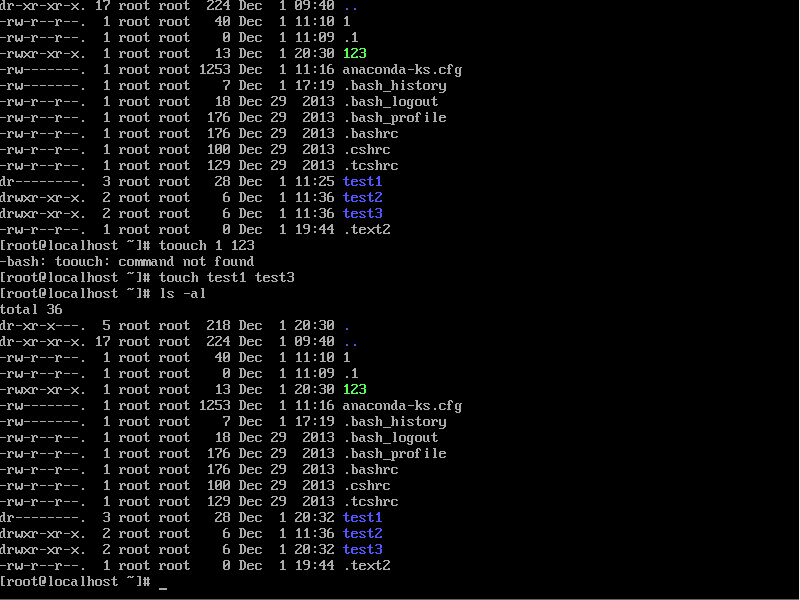 dr-xr-xr-x. 17 root root  224 Dec  1 09:40 ..
-rw-r--r--.  1 root root   40 Dec  1 11:10 1
-rw-r--r--.  1 root root    0 Dec  1 11:09 .1
-rwxr-xr-x.  1 root root   13 Dec  1 20:30 123
-rw-------.  1 root root 1253 Dec  1 11:16 anaconda-ks.cfg
-rw-------.  1 root root    7 Dec  1 17:19 .bash_history
-rw-r--r--.  1 root root   18 Dec 29  2013 .bash_logout
-rw-r--r--.  1 root root  176 Dec 29  2013 .bash_profile
-rw-r--r--.  1 root root  176 Dec 29  2013 .bashrc
-rw-r--r--.  1 root root  100 Dec 29  2013 .cshrc
-rw-r--r--.  1 root root  129 Dec 29  2013 .tcshrc
dr--------.  3 root root   28 Dec  1 11:25 test1
drwxr-xr-x.  2 root root    6 Dec  1 11:36 test2
drwxr-xr-x.  2 root root    6 Dec  1 11:36 test3
-rw-r--r--.  1 root root    0 Dec  1 19:44 .text2
[root@localhost ~]# toouch 1 123
-bash: toouch: command not found
[root@localhost ~]# touch test1 test3
[root@localhost ~]# ls -al
total 36
dr-xr-x---.  5 root root  218 Dec  1 20:30 .
dr-xr-xr-x. 17 root root  224 Dec  1 09:40 ..
-rw-r--r--.  1 root root   40 Dec  1 11:10 1
-rw-r--r--.  1 root root    0 Dec  1 11:09 .1
-rwxr-xr-x.  1 root root   13 Dec  1 20:30 123
-rw-------.  1 root root 1253 Dec  1 11:16 anaconda-ks.cfg
-rw-------.  1 root root    7 Dec  1 17:19 .bash_history
-rw-r--r--.  1 root root   18 Dec 29  2013 .bash_logout
-rw-r--r--.  1 root root  176 Dec 29  2013 .bash_profile
-rw-r--r--.  1 root root  176 Dec 29  2013 .bashrc
-rw-r--r--.  1 root root  100 Dec 29  2013 .cshrc
-rw-r--r--.  1 root root  129 Dec 29  2013 .tcshrc
dr--------.  3 root root   28 Dec  1 20:32 test1
drwxr-xr-x.  2 root root    6 Dec  1 11:36 test2
drwxr-xr-x.  2 root root    6 Dec  1 20:32 test3
-rw-r--r--.  1 root root    0 Dec  1 19:44 .text2
[root@localhost ~]# _